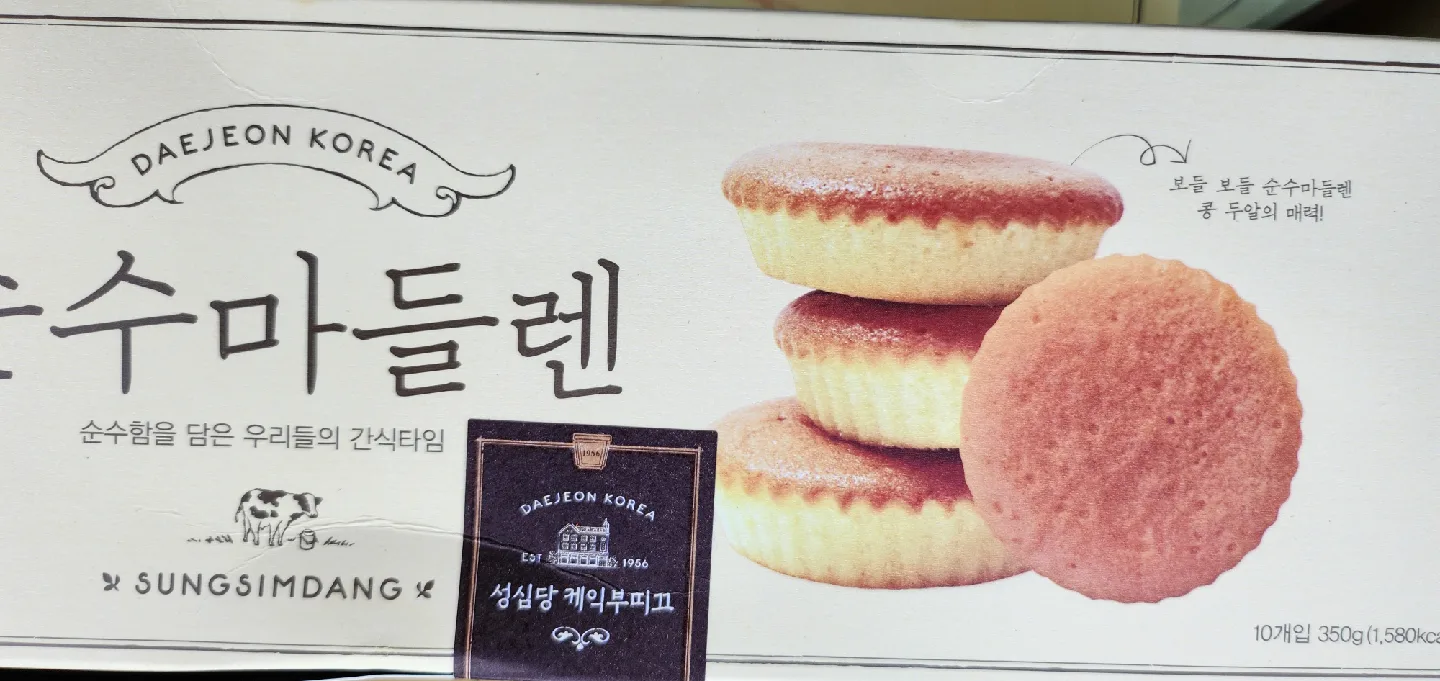 DAEJEON KOREA
수마들렌
순수함을 담은 우리들의 간식타임
SUNGSIMDANG
1956
DAEJEON KOREA
EST 1956
성심당 케익부띠끄
보들 보들 순수마들렌
콩 두알의 매력!
10개입 350g(1,580kca